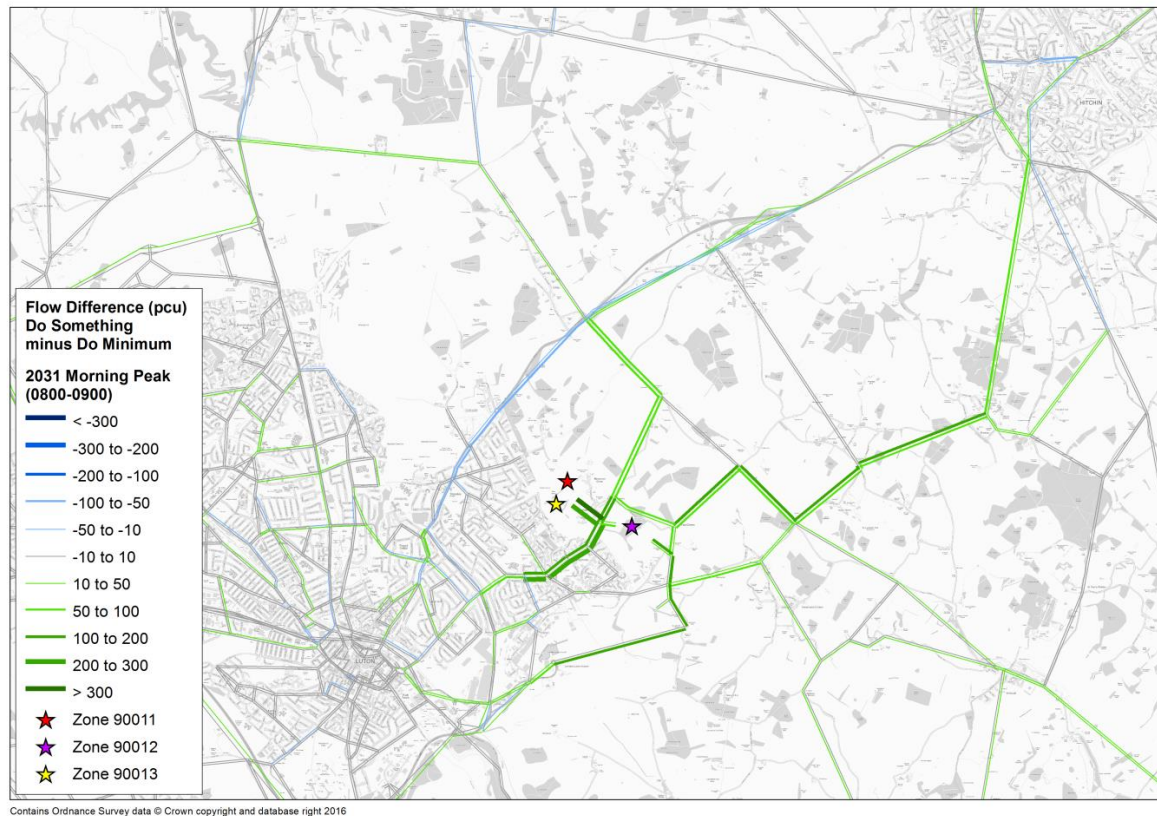 HITCHIN
Flow Difference (pcu)
Do Something
minus Do Minimum
2031 Morning Peak
(0800-0900)
< -300
-300 to -200
-200 to -100
-100 to -50
-50 to -10
-10 to 10
10 to 50
50 to 100
100 to 200
200 to 300
> 300
Zone 90011
Zone 90012
Zone 90013
LUTON
Contains Ordnance Survey data © Crown copyright and database right 2016